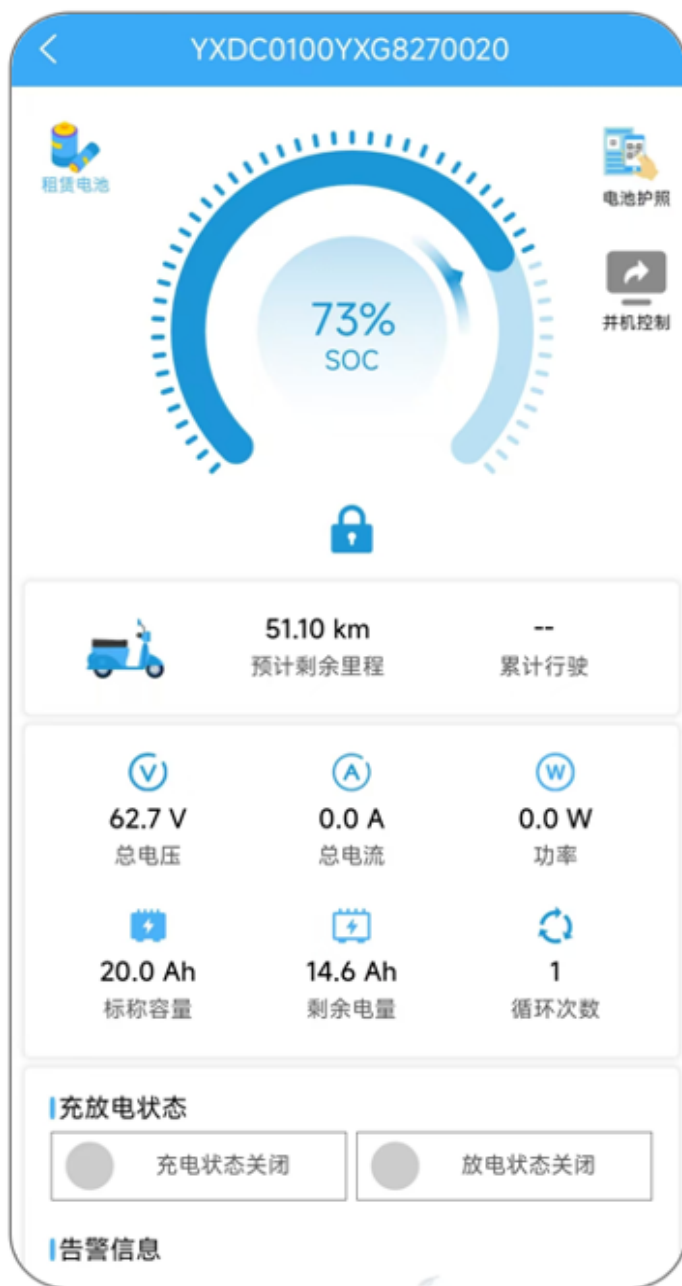 YXDC0100YXG8270020
租赁电池
电池护照
并机控制
73%
SOC
51.10 km
--
预计剩余里程
累计行驶
V
A
W
62.7 V
0.0 A
0.0 W
总电压
总电流
功率
20.0 Ah
14.6 Ah
1
标称容量
剩余电量
循环次数
充放电状态
充电状态关闭
放电状态关闭
告警信息